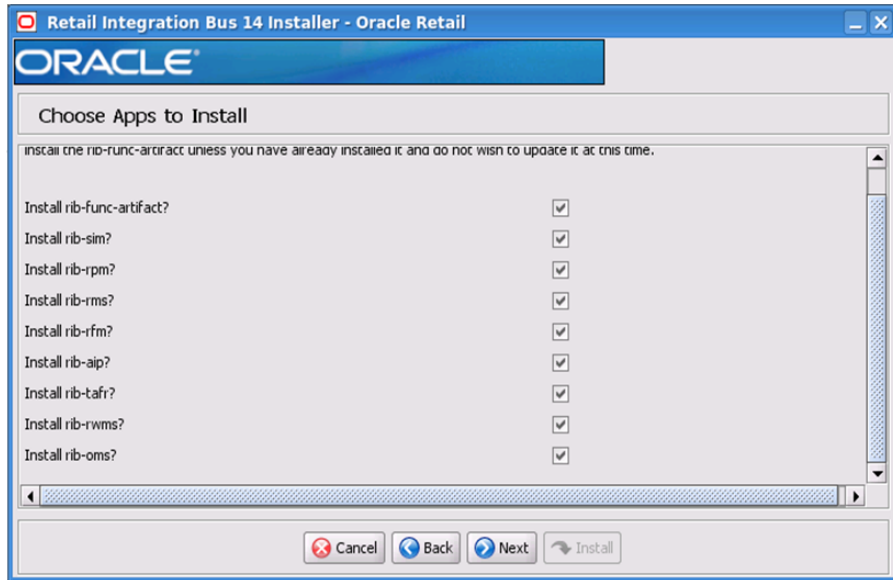 Retail Integration Bus 14 Installer - Oracle Retail
ORACLE®
Choose Apps to Install
install the rib-func-artifact unless you have already installed it and do not wish to update it at this time.
Install rib-func-artifact?
Install rib-sim?
Install rib-rpm?
Install rib-rms?
Install rib-rfm?
Install rib-aip?
Install rib-tafr?
Install rib-rwms?
Install rib-oms?
Cancel Back Next Install